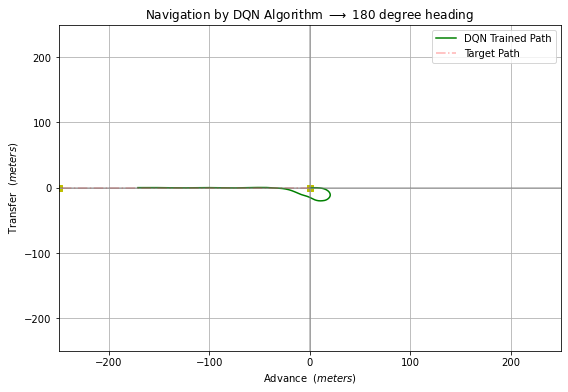 Navigation by DQN Algorithm ⟶ 180 degree heading
DQN Trained Path
Target Path
Transfer (meters)
200
100
0
−100
−200
−200
−100
0
100
200
Advance (meters)